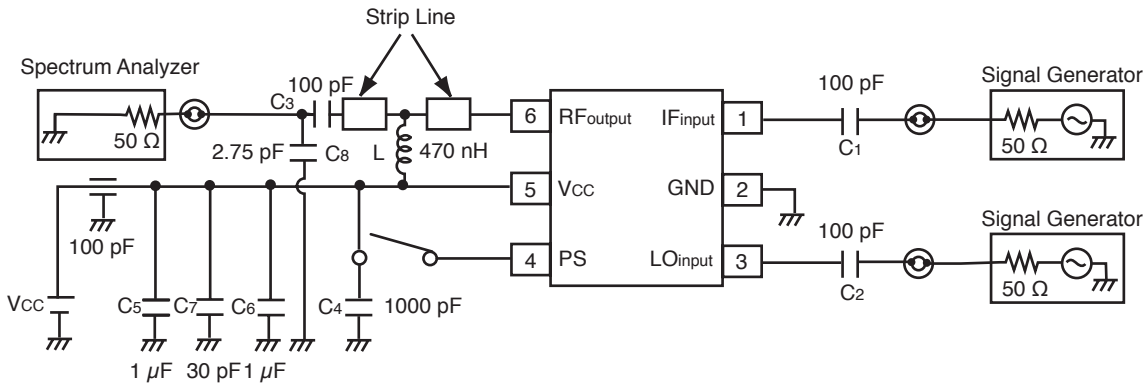 Strip Line
Spectrum Analyzer
100 pF
C3
50 Ω
2.75 pF
C8
L
470 nH
6
RFoutput
IFinput
1
100 pF
C1
Signal Generator
50 Ω
5
VCC
GND
2
100 pF
4
PS
LOinput
3
100 pF
C2
Signal Generator
50 Ω
VCC
C5
C7
C6
C4
1000 pF
1 µF
30 pF
1 µF